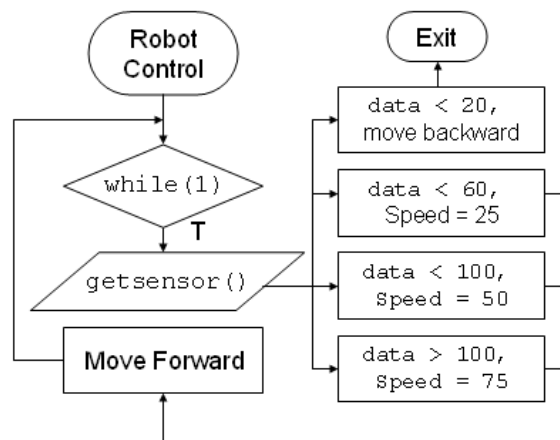 Robot
Control
while(1)
T
getsensor()
Move Forward
Exit
data < 20,
move backward
data < 60,
Speed = 25
data < 100,
Speed = 50
data > 100,
Speed = 75